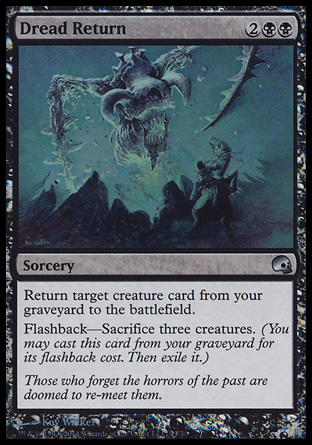 Dread Return 2
Sorcery
Return target creature card from your
graveyard to the battlefield.
Flashback—Sacrifice three creatures. (You
may cast this card from your graveyard for
its flashback cost. Then exile it.)
Those who forget the horrors of the past are
doomed to re-meet them.
Kev Walker